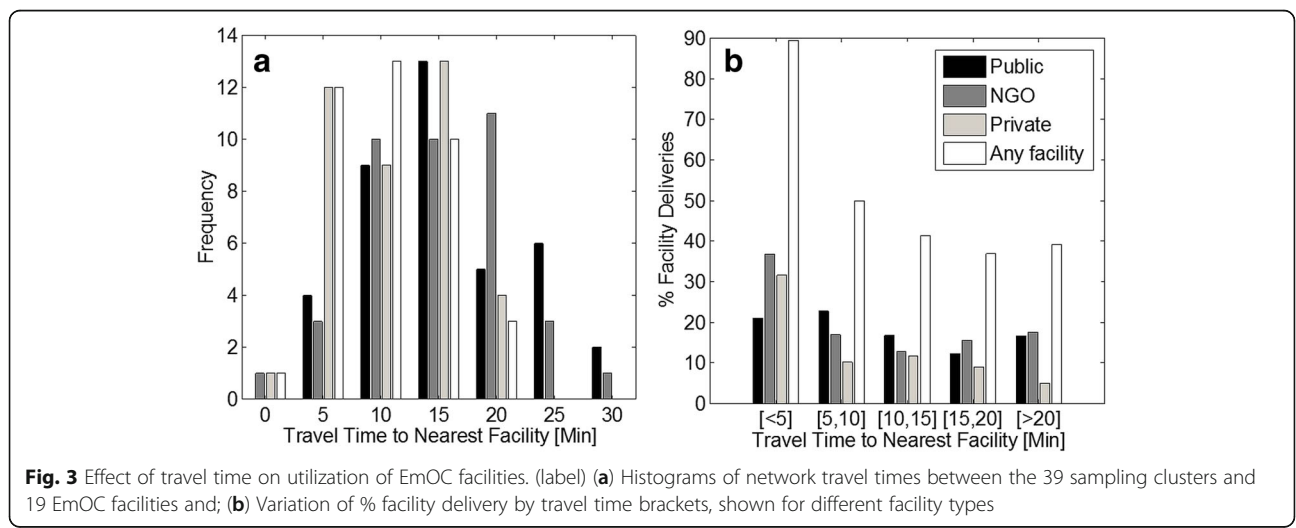 a
14
12
10
8
6
4
2
0
Frequency
0 5 10 15 20 25 30
Travel Time to Nearest Facility [Min]
b
90
80
70
60
50
40
30
20
10
0
% Facility Deliveries
Public
NGO
Private
Any facility
[<5] [5,10] [10,15] [15,20] [>20]
Travel Time to Nearest Facility [Min]
Fig. 3 Effect of travel time on utilization of EmOC facilities. (label) (a) Histograms of network travel times between the 39 sampling clusters and
19 EmOC facilities and; (b) Variation of % facility delivery by travel time brackets, shown for different facility types